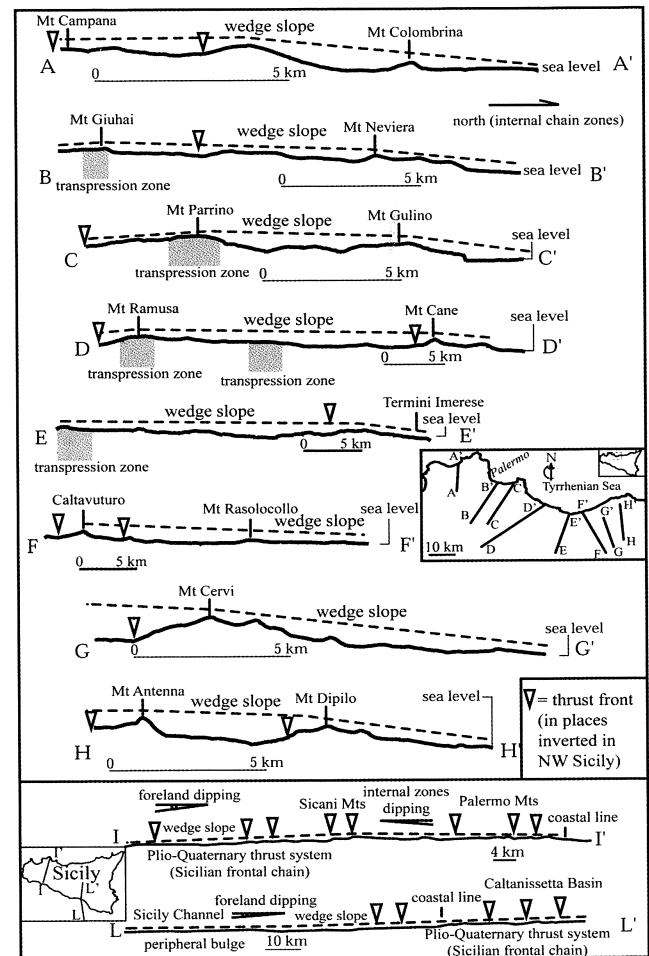 Mt Campana
wedge slope
Mt Colombrina
A
0 5 km
sea level
A'
north (internal chain zones)
Mt Giuhai
wedge slope
Mt Neviera
B
transpression zone
0 5 km
sea level
B'
Mt Parrino
wedge slope
Mt Gulino
sea level
C
transpression zone
0 5 km
C'
Mt Ramusa
wedge slope
Mt Cane
sea level
D
transpression zone
transpression zone
0 5 km
D'
wedge slope
Termini Imerese
sea level
E
transpression zone
0 5 km
E'
A'
Palermo
N
Tyrrhenian Sea
A
B'
C'
B
C
D'
D
E'
E
F'
F
G'
G
H'
H
10 km
Caltavuturo
Mt Rasolocollo
wedge slope
sea level
F
0 5 km
F'
Mt Cervi
wedge slope
sea level
G
0 5 km
G'
Mt Antenna
wedge slope
Mt Dipilo
sea level
H
0 5 km
H'
= thrust front
(in places
inverted in
NW Sicily)
foreland dipping
Sicani Mts
internal zones
dipping
Palermo Mts
coastal line
I
wedge slope
I'
Plio-Quaternary thrust system
(Sicilian frontal chain)
4 km
I'
Sicily
I
L'
L
foreland dipping
coastal line
Caltanissetta Basin
Sicily Channel
wedge slope
L
L'
peripheral bulge
10 km
Plio-Quaternary thrust system
(Sicilian frontal chain)